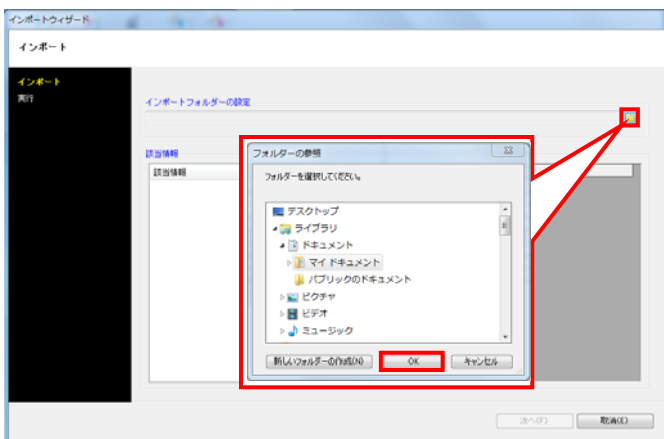 インポートウィザード
インポート
インポート
実行
インポートフォルダーの設定
該当情報
該当情報
フォルダーの参照
フォルダーを選択してください。
デスクトップ
ライブラリ
ドキュメント
マイ ドキュメント
パブリックのドキュメント
ピクチャ
ビデオ
ミュージック
新しいフォルダーの作成(N)
OK
キャンセル
次へ(F)
取消(C)